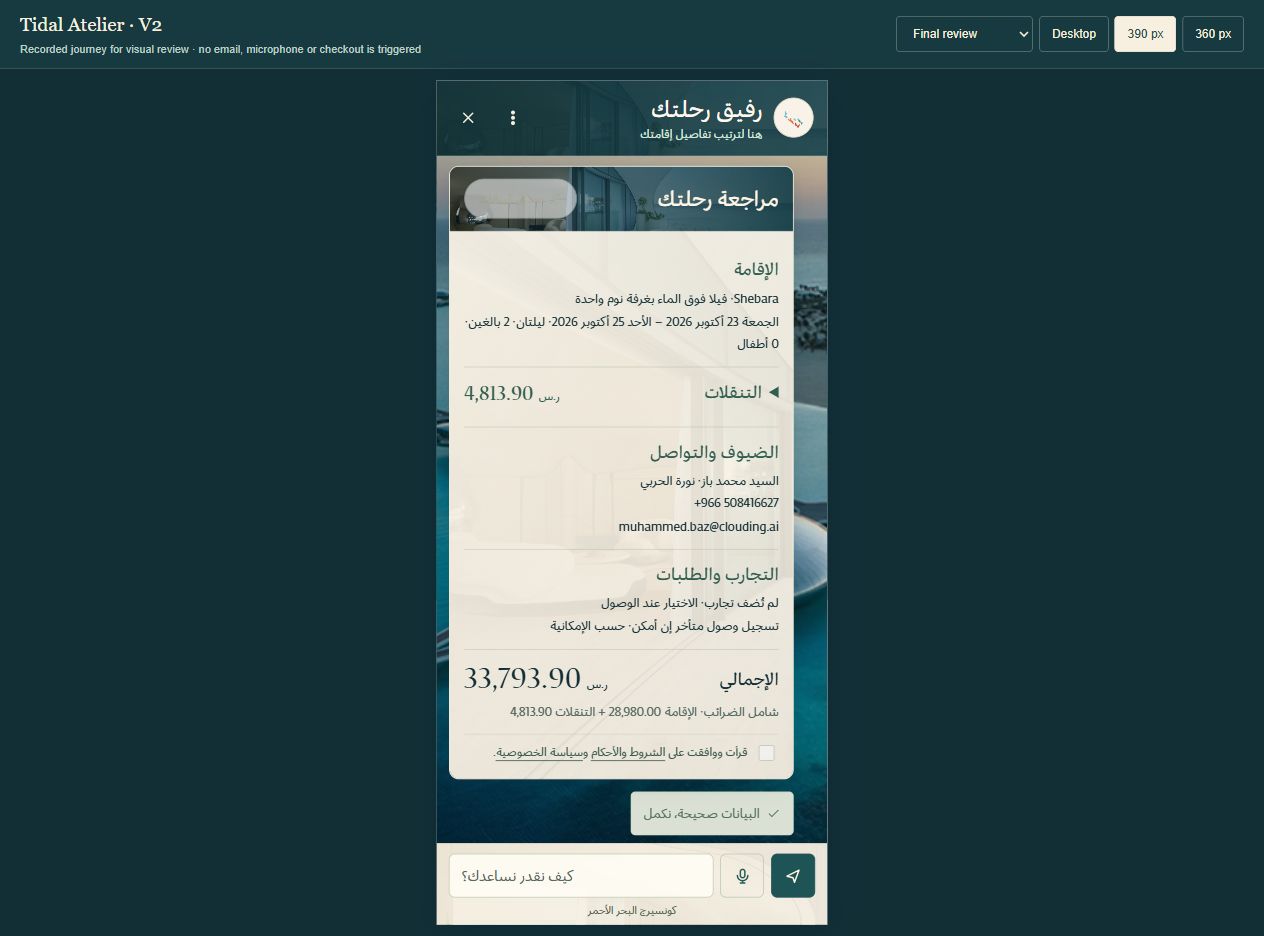 Tidal Atelier · V2
Recorded journey for visual review · no email, microphone or checkout is triggered
Final review
Desktop
390 px
360 px
رفيق رحلتك
هنا لترتيب تفاصيل إقامتك
مراجعة رحلتك
الإقامة
Shebara· فيلا فوق الماء بغرفة نوم واحدة
الجمعة 23 أكتوبر 2026 – الأحد 25 أكتوبر 2026· ليلتان· 2 بالغين·
0 أطفال
التنقلات
4,813.90 ر.س
الضيوف والتواصل
السيد محمد باز· نورة الحربي
+966 508416627
muhammed.baz@clouding.ai
التجارب والطلبات
لم تُضف تجارب· الاختيار عند الوصول
تسجيل وصول متأخر إن أمكن· حسب الإمكانية
الإجمالي
33,793.90 ر.س
شامل الضرائب· الإقامة 28,980.00 + التنقلات 4,813.90
قرأت ووافقت على الشروط والأحكام وسياسة الخصوصية.
البيانات صحيحة، نكمل
كيف نقدر نساعدك؟
كونسيرج البحر الأحمر